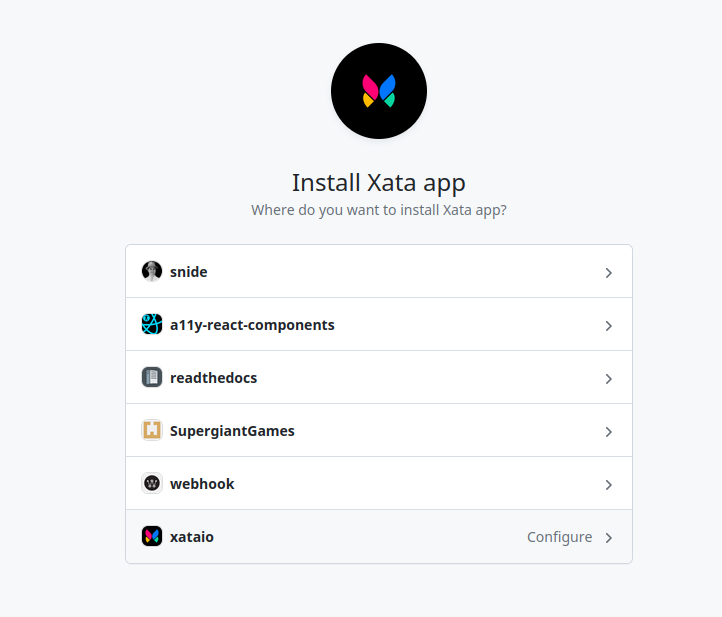 Install Xata app
Where do you want to install Xata app?
snide
a11y-react-components
readthedocs
SupergiantGames
webhook
xataio Configure